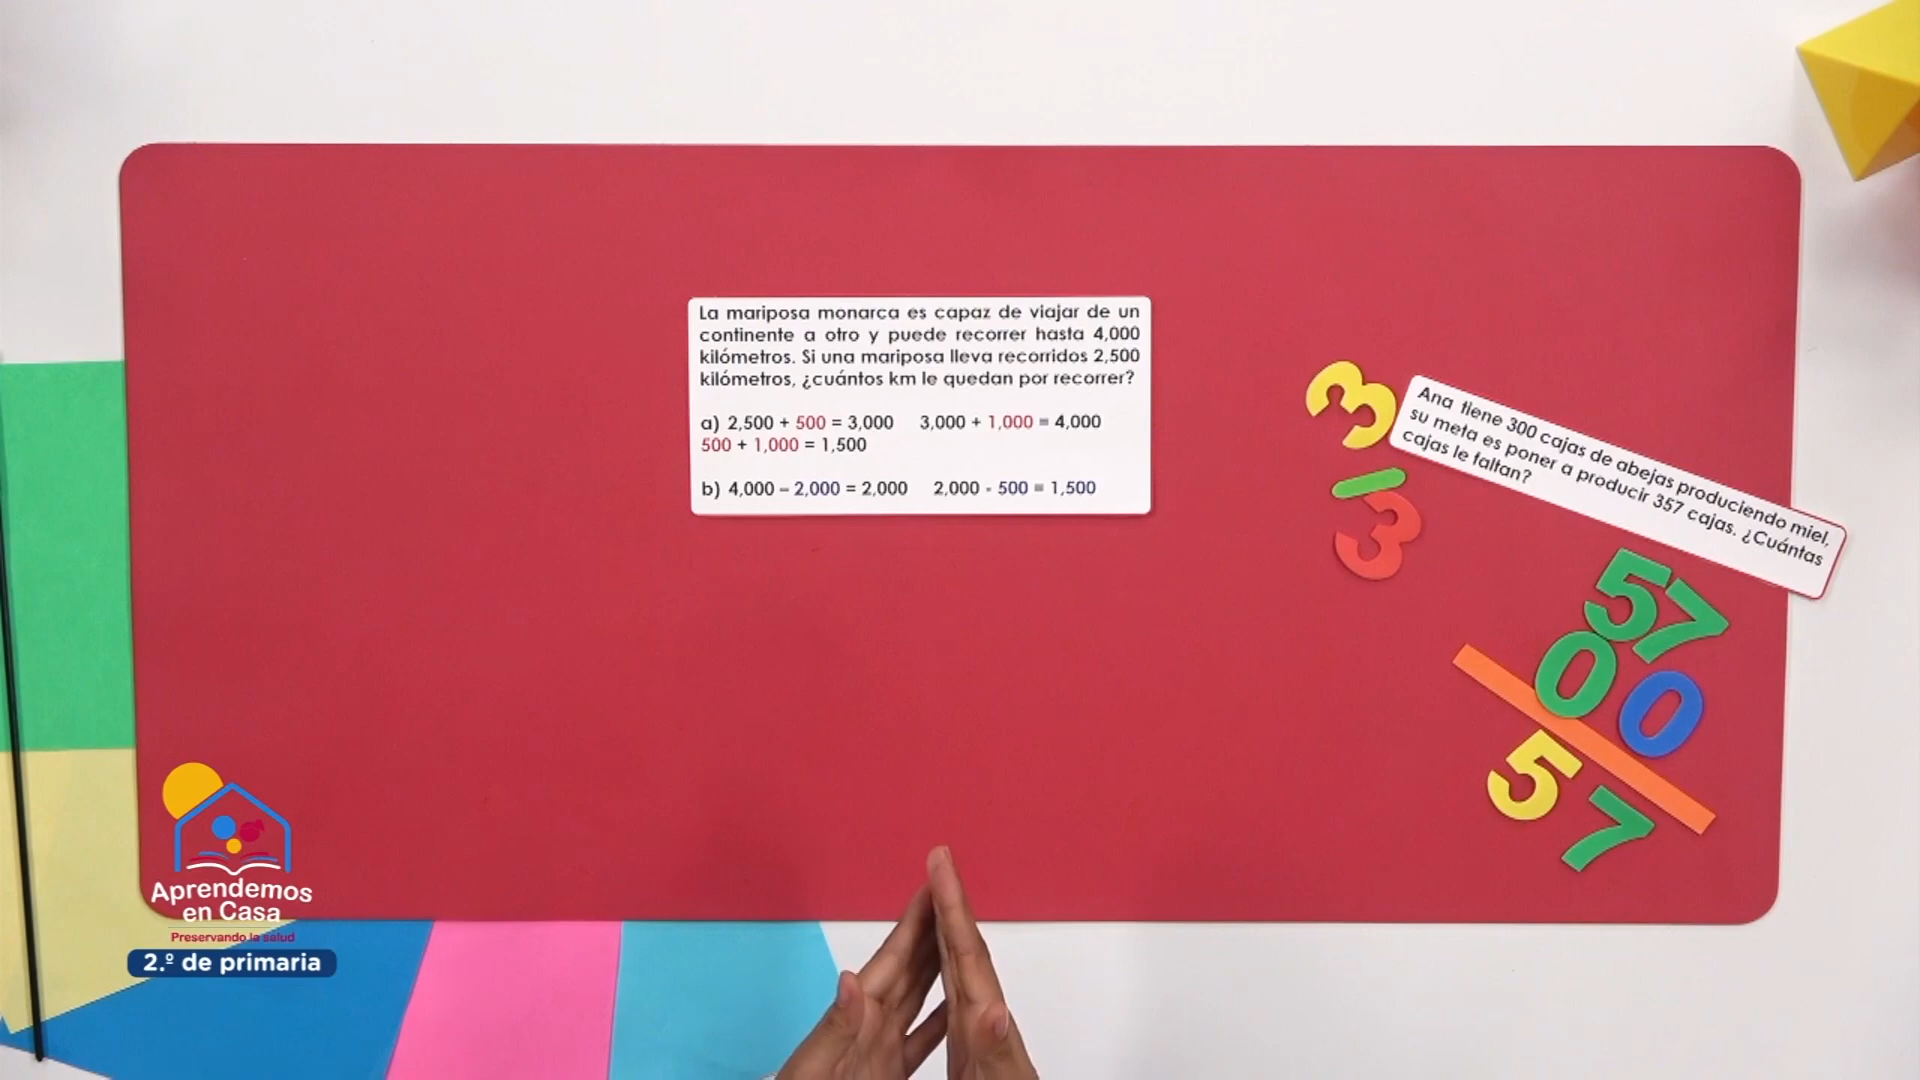 La mariposa monarca es capaz de viajar de un
continente a otro y puede recorrer hasta 4,000
kilómetros. Si una mariposa lleva recorridos 2,500
kilómetros, ¿cuántos km le quedan por recorrer?
a) 2,500 + 500 = 3,000 3,000 + 1,000 = 4,000
500 + 1,000 = 1,500
b) 4,000 – 2,000 = 2,000 2,000 - 500 = 1,500
Ana tiene 300 cajas de abejas produciendo miel,
su meta es poner a producir 357 cajas. ¿Cuántas
cajas le faltan?
3 57
- 3 0 0
5 7
Aprendemos
en Casa
Preservando la salud
2.º de primaria